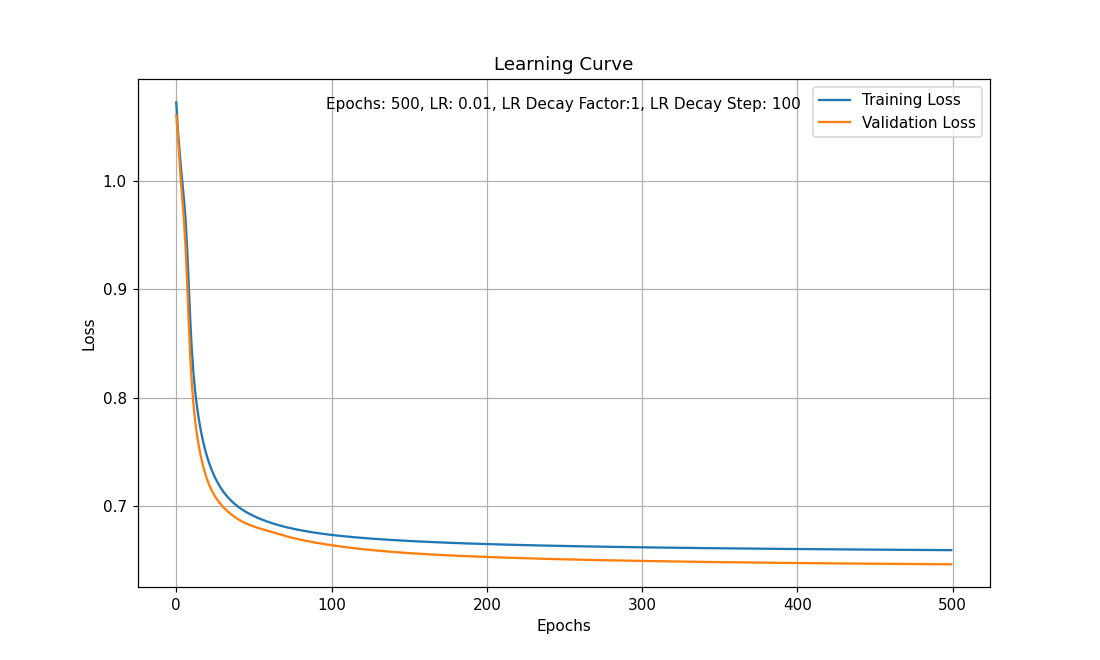 Learning Curve
Epochs: 500, LR: 0.01, LR Decay Factor:1, LR Decay Step: 100
Training Loss
Validation Loss
1.0
0.9
0.8
0.7
Loss
0 100 200 300 400 500
Epochs